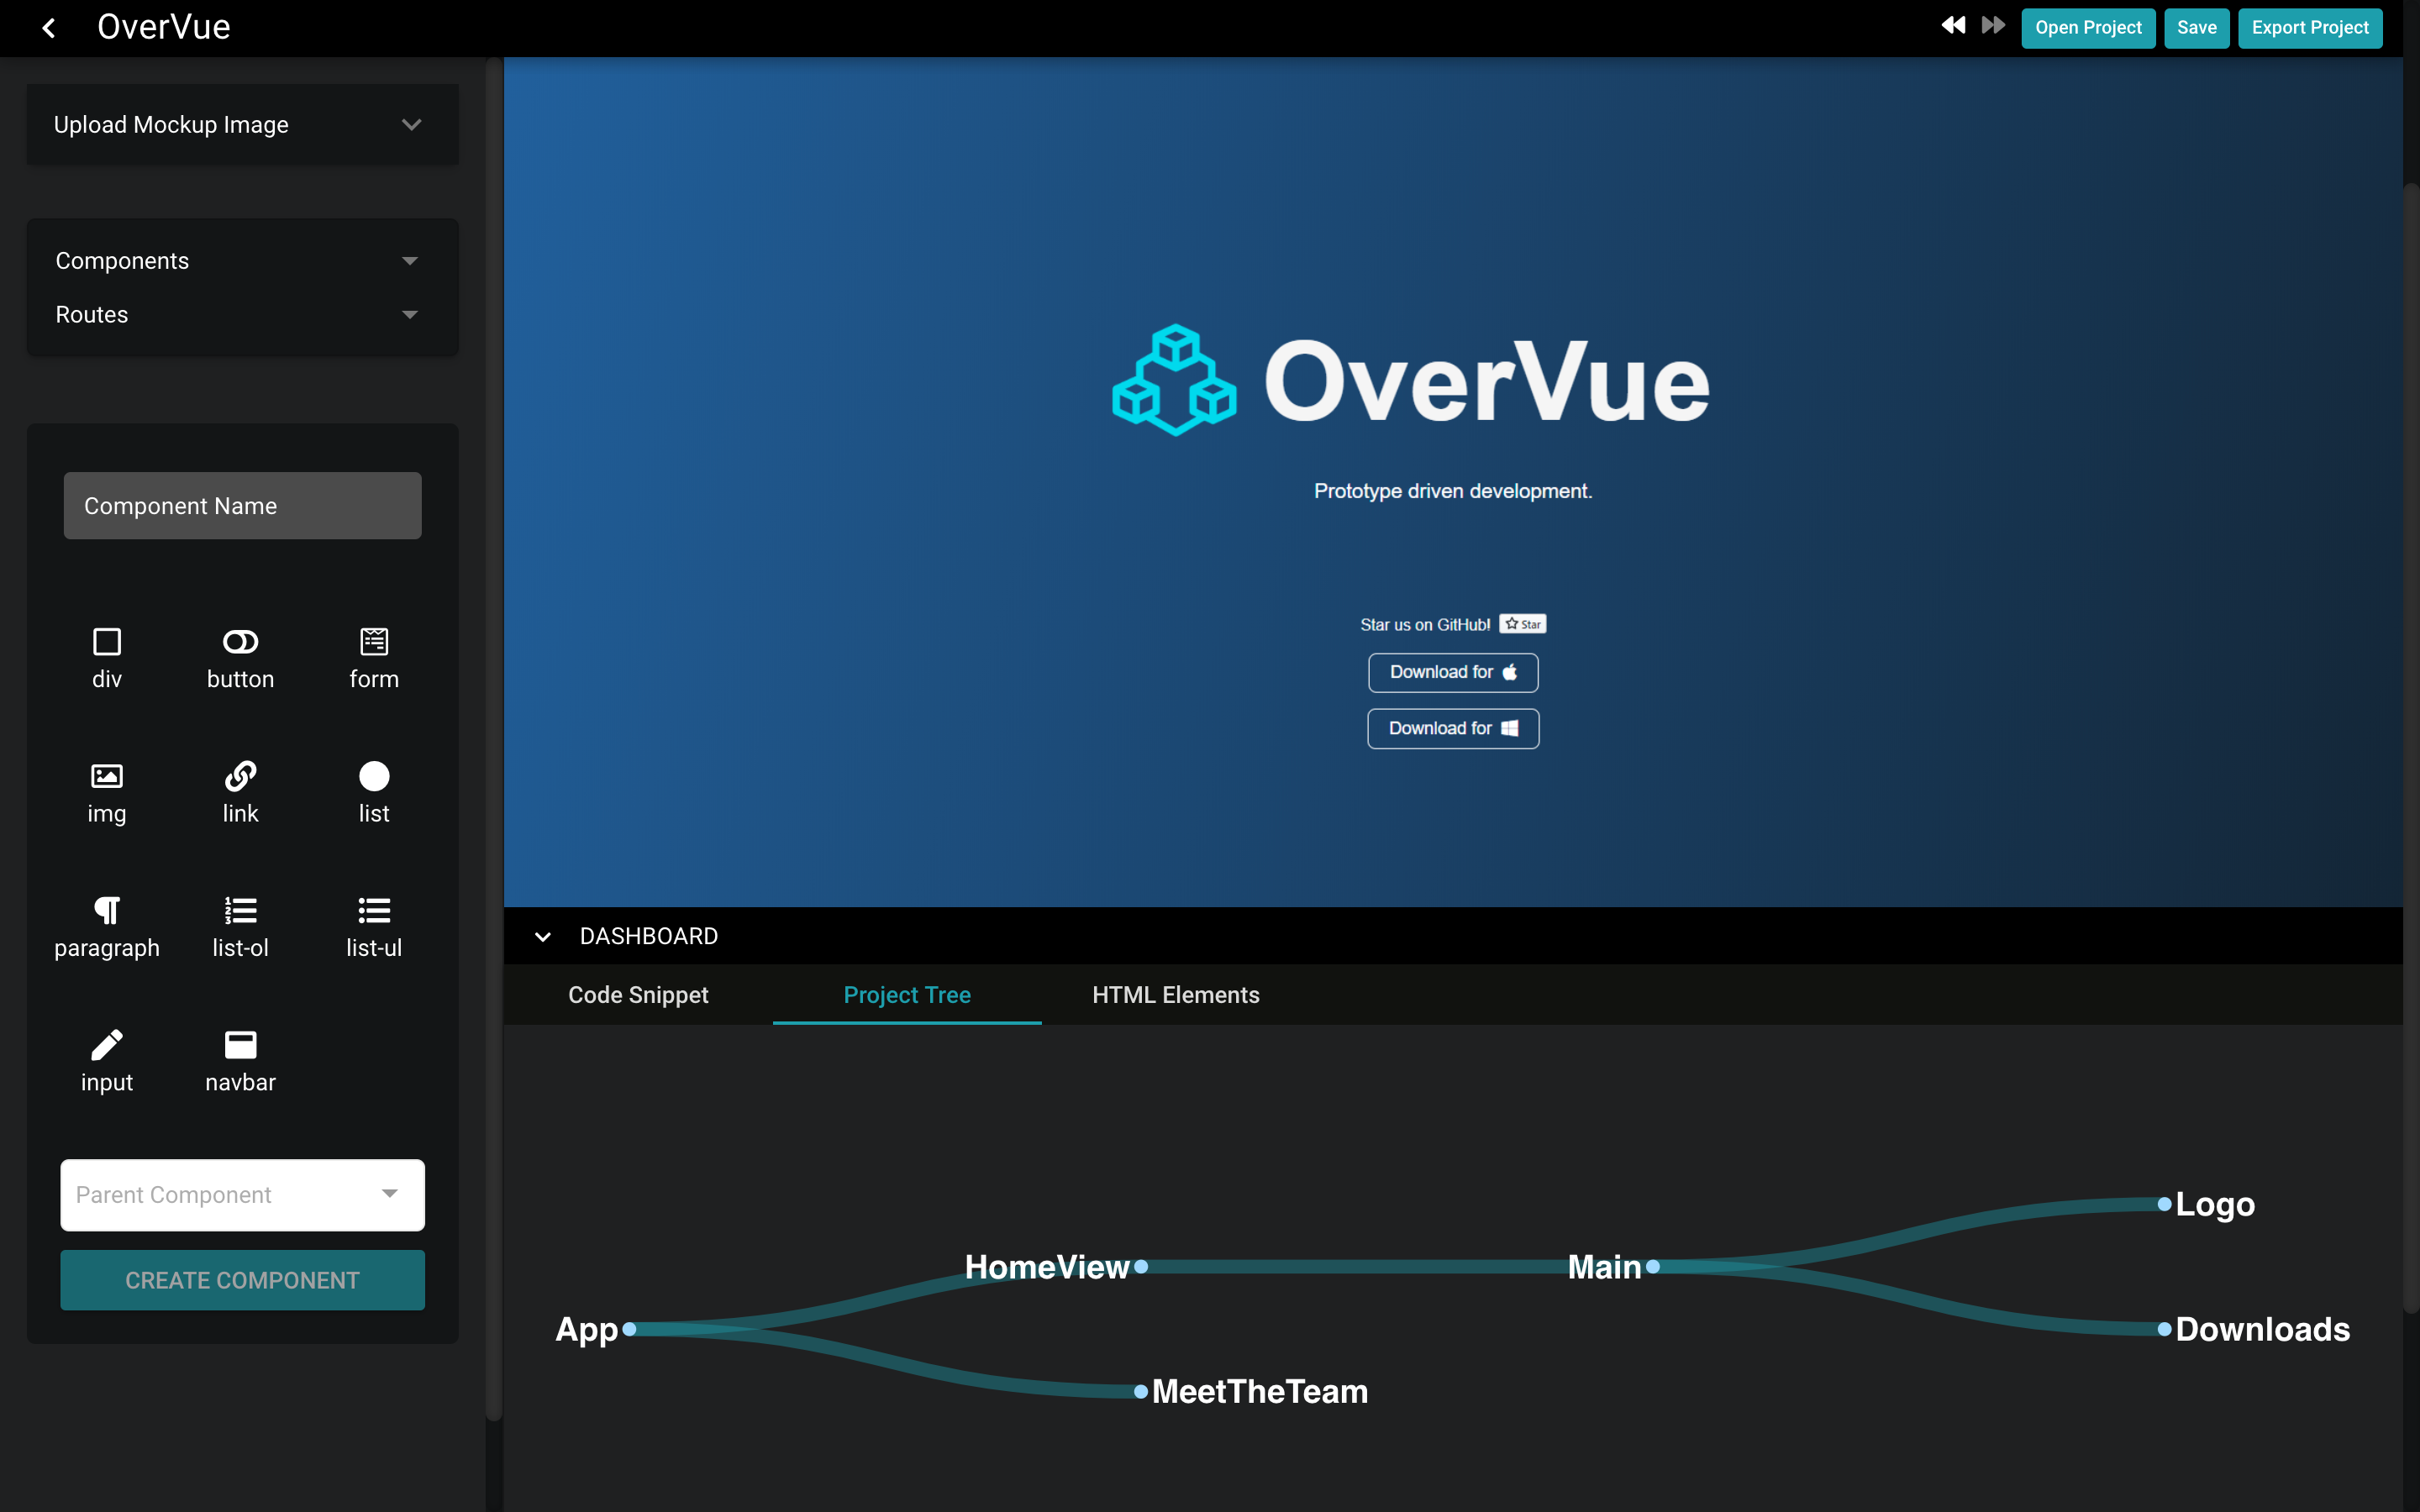 OverVue
Open Project
Save
Export Project
Upload Mockup Image
Components
Routes
Component Name
div
button
form
img
link
list
paragraph
list-ol
list-ul
input
navbar
Parent Component
CREATE COMPONENT
OverVue
Prototype driven development.
Star us on GitHub! Star
Download for
Download for
DASHBOARD
Code Snippet
Project Tree
HTML Elements
App
HomeView
MeetTheTeam
Main
Logo
Downloads